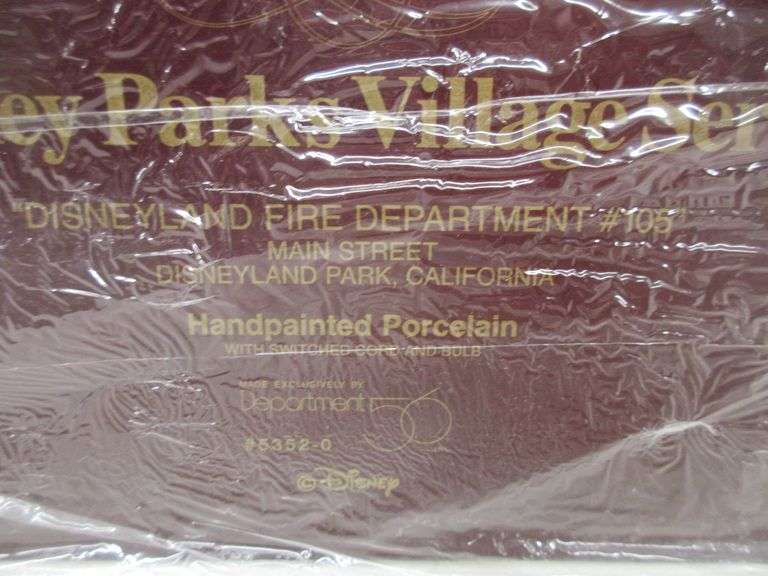 ey Parks Village Ser
"DISNEYLAND FIRE DEPARTMENT #105"
MAIN STREET
DISNEYLAND PARK, CALIFORNIA
Handpainted Porcelain
WITH SWITCHED CORD AND BULB
MADE EXCLUSIVELY BY
Department 56
#5352-0
© Disney